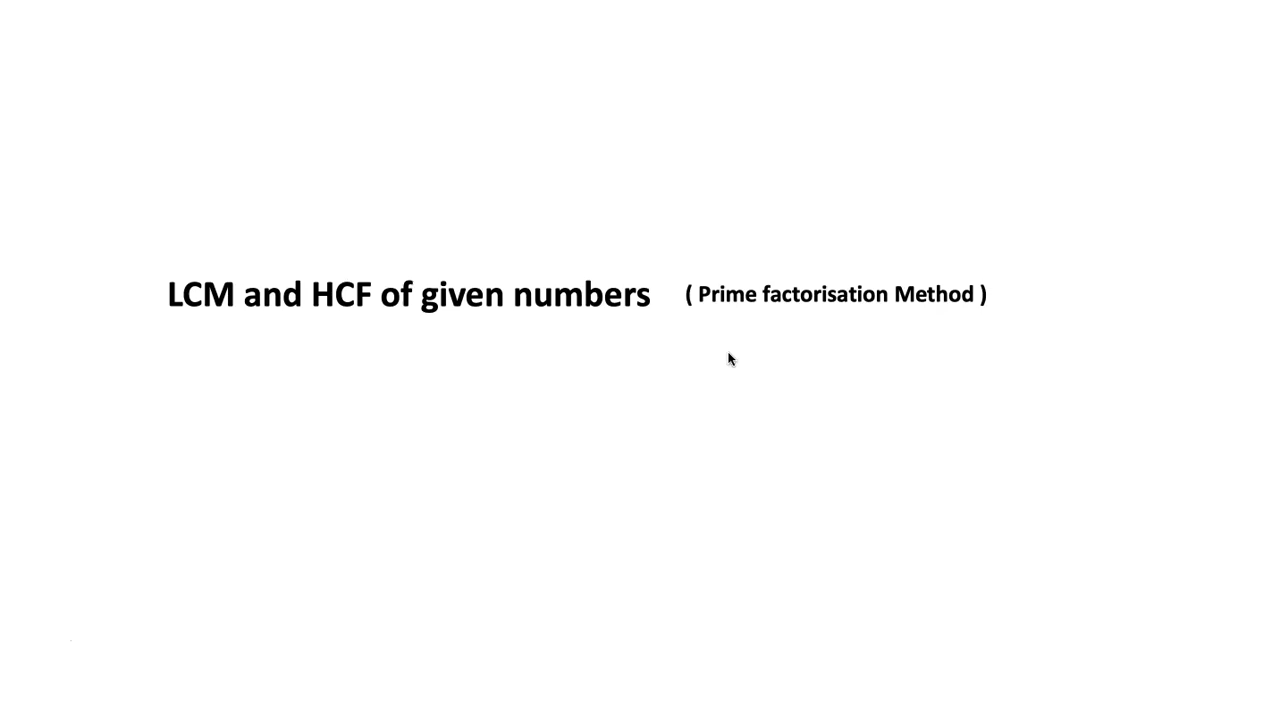 LCM and HCF of given numbers ( Prime factorisation Method )